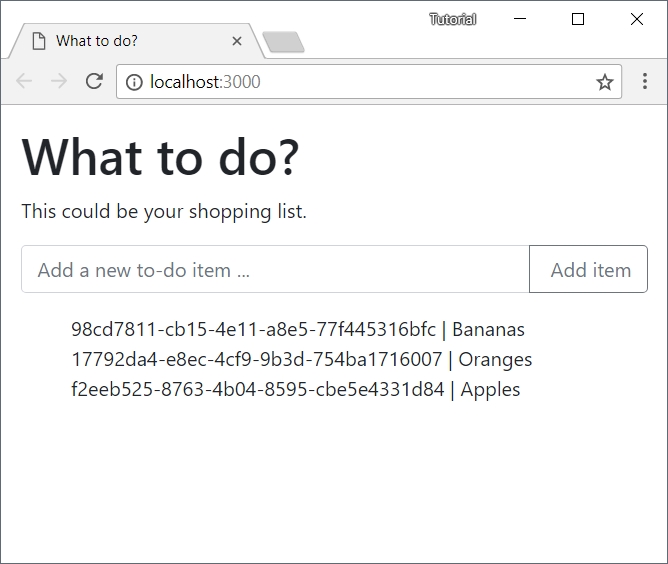 Tutorial
What to do?
localhost:3000
What to do?
This could be your shopping list.
Add a new to-do item ...
Add item
98cd7811-cb15-4e11-a8e5-77f445316bfc | Bananas
17792da4-e8ec-4cf9-9b3d-754ba1716007 | Oranges
f2eeb525-8763-4b04-8595-cbe5e4331d84 | Apples